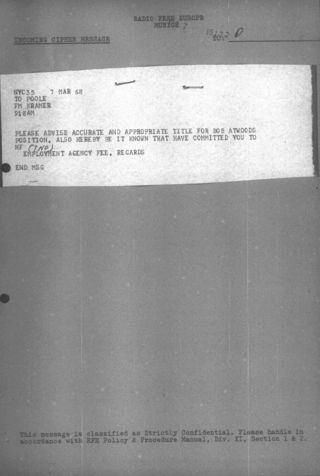 RADIO FREE EUROPE
MUNICH
INCOMING CIPHER MESSAGE
NYC35 7 MAR 68
TO POOLE
FM KRAMER
918AM
PLEASE ADVISE ACCURATE AND APPROPRIATE TITLE FOR BOB ATWOODS
POSITION, ALSO HEREBY BE IT KNOWN THAT HAVE COMMITTED YOU TO
EMPLOYMENT AGENCY FEE, REGARDS
END MSG
This message is classified as Strictly Confidential. Please handle in
accordance with RFE Policy & Procedure Manual, Div. XI, Section 1 & 2.